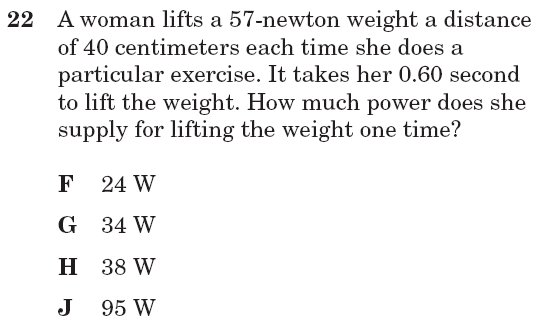 22 A woman lifts a 57-newton weight a distance
of 40 centimeters each time she does a
particular exercise. It takes her 0.60 second
to lift the weight. How much power does she
supply for lifting the weight one time?
F 24 W
G 34 W
H 38 W
J 95 W